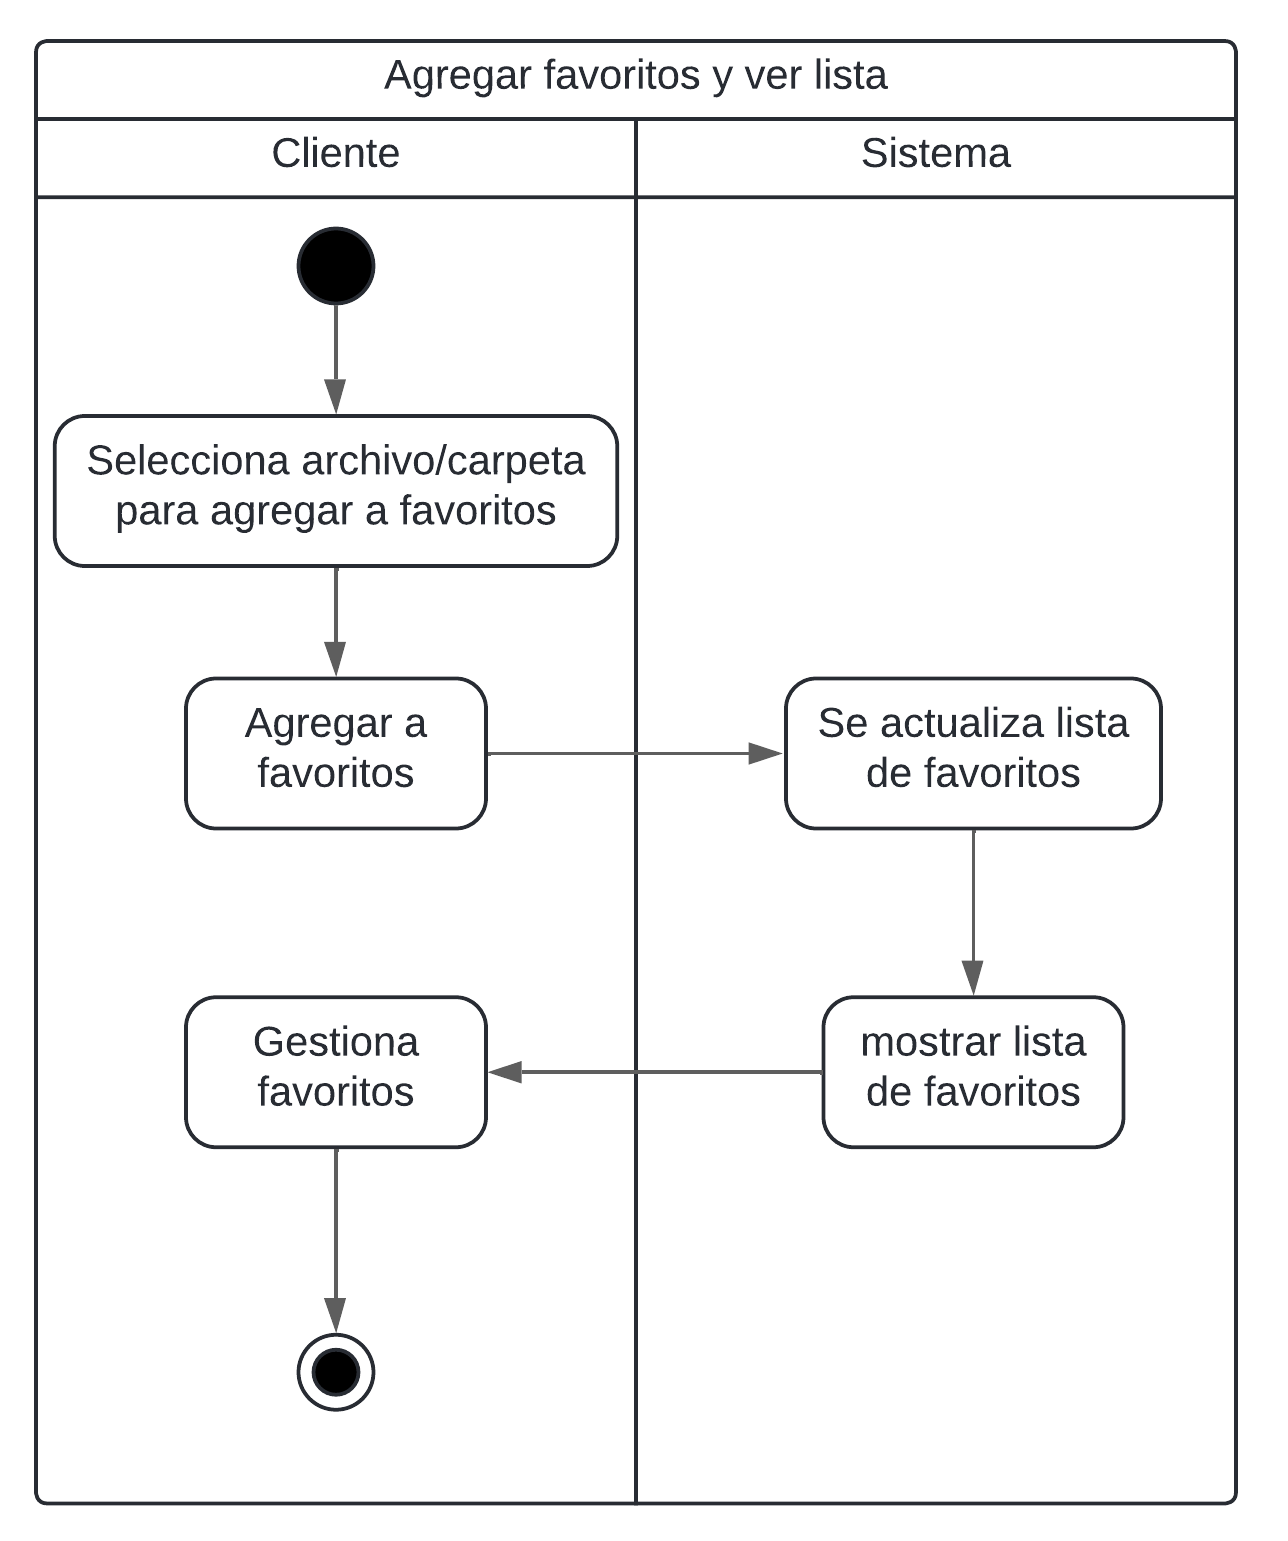 Agregar favoritos y ver lista
Cliente
Sistema
Selecciona archivo/carpeta
para agregar a favoritos
Agregar a
favoritos
Se actualiza lista
de favoritos
Gestiona
favoritos
mostrar lista
de favoritos